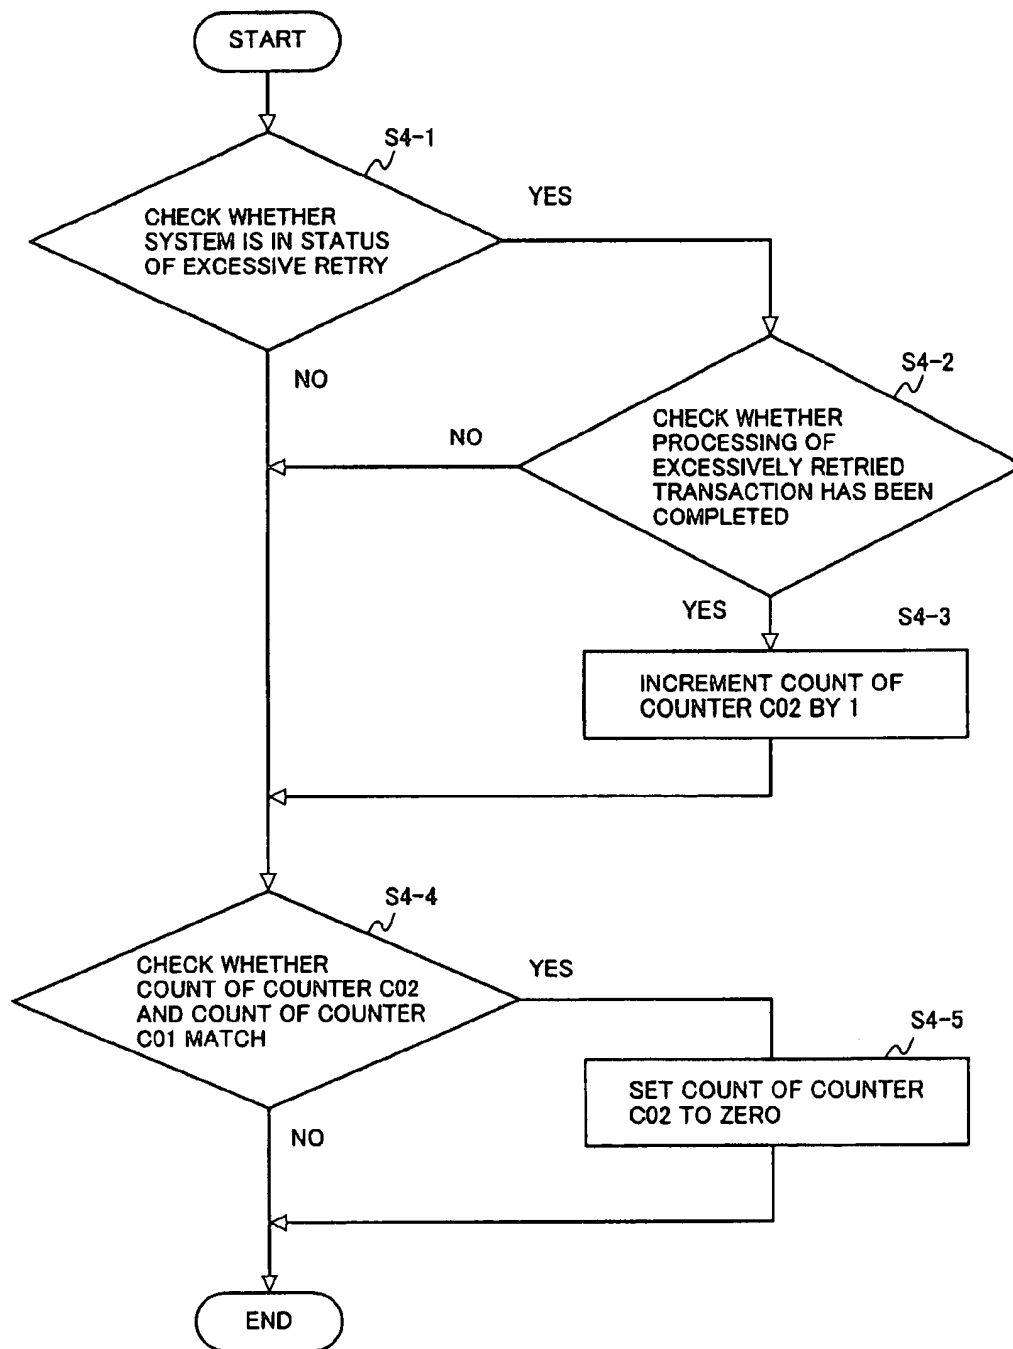 START
S4-1
YES
CHECK WHETHER
SYSTEM IS IN STATUS
OF EXCESSIVE RETRY
NO
S4-2
NO
CHECK WHETHER
PROCESSING OF
EXCESSIVELY RETRIED
TRANSACTION HAS BEEN
COMPLETED
YES
S4-3
INCREMENT COUNT OF
COUNTER C02 BY 1
S4-4
CHECK WHETHER
COUNT OF COUNTER C02
AND COUNT OF COUNTER
C01 MATCH
YES
S4-5
SET COUNT OF COUNTER
C02 TO ZERO
NO
END